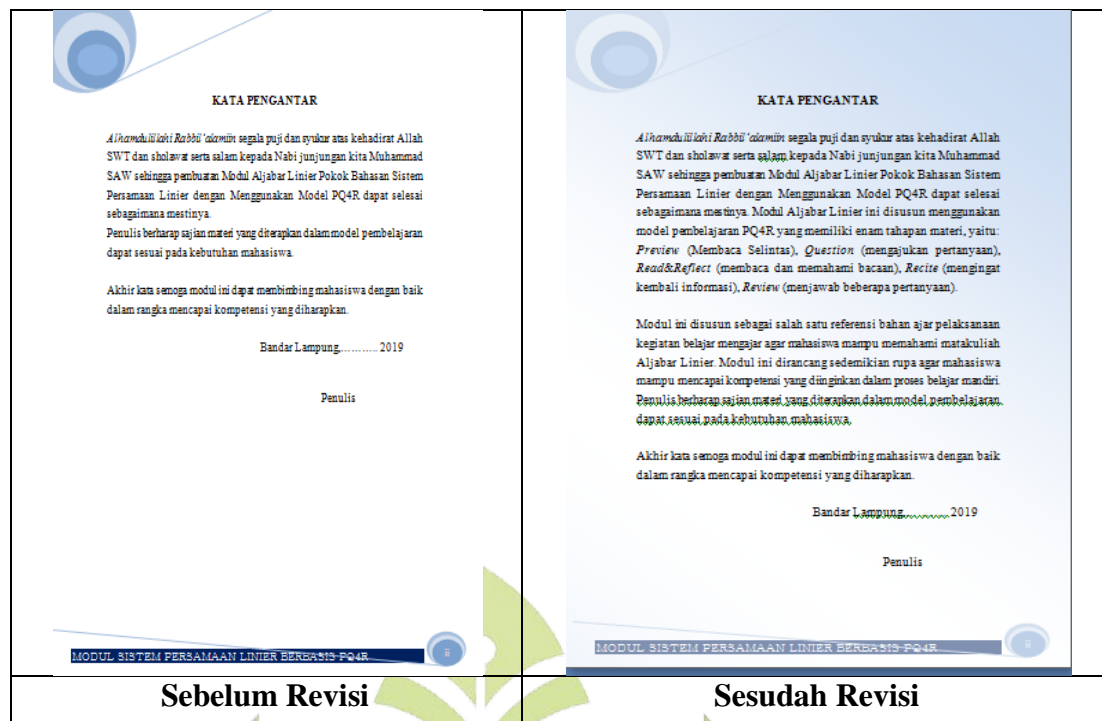 KATA PENGANTAR
Alhamdulillahi Rabbil 'alamiin segala puji dan syukur atas kehadirat Allah
SWT dan sholawat serta salam kepada Nabi junjungan kita Muhammad
SAW sehingga pembuatan Modul Aljabar Linier Pokok Bahasan Sistem
Persamaan Linier dengan Menggunakan Model PQ4R dapat selesai
sebagaimana mestinya.
Penulis berharap sajian materi yang diterapkan dalam model pembelajaran
dapat sesuai pada kebutuhan mahasiswa.
Akhir kata semoga modul ini dapat membimbing mahasiswa dengan baik
dalam rangka mencapai kompetensi yang diharapkan.
Bandar Lampung,........... 2019
Penulis
MODUL SISTEM PERSAMAAN LINIER BERBASIS PQ4R
ii
Sebelum Revisi
KATA PENGANTAR
Alhamdulillahi Rabbil 'alamiin segala puji dan syukur atas kehadirat Allah
SWT dan sholawat serta salam kepada Nabi junjungan kita Muhammad
SAW sehingga pembuatan Modul Aljabar Linier Pokok Bahasan Sistem
Persamaan Linier dengan Menggunakan Model PQ4R dapat selesai
sebagaimana mestinya. Modul Aljabar Linier ini disusun menggunakan
model pembelajaran PQ4R yang memiliki enam tahapan materi, yaitu:
Preview (Membaca Selintas), Question (mengajukan pertanyaan),
Read&Reflect (membaca dan memahami bacaan), Recite (mengingat
kembali informasi), Review (menjawab beberapa pertanyaan).
Modul ini disusun sebagai salah satu referensi bahan ajar pelaksanaan
kegiatan belajar mengajar agar mahasiswa mampu memahami matakuliah
Aljabar Linier. Modul ini dirancang sedemikian rupa agar mahasiswa
mampu mencapai kompetensi yang diinginkan dalam proses belajar mandiri.
Penulis berharap sajian materi yang diterapkan dalam model pembelajaran
dapat sesuai pada kebutuhan mahasiswa.
Akhir kata semoga modul ini dapat membimbing mahasiswa dengan baik
dalam rangka mencapai kompetensi yang diharapkan.
Bandar Lampung,........... 2019
Penulis
MODUL SISTEM PERSAMAAN LINIER BERBASIS PQ4R
ii
Sesudah Revisi